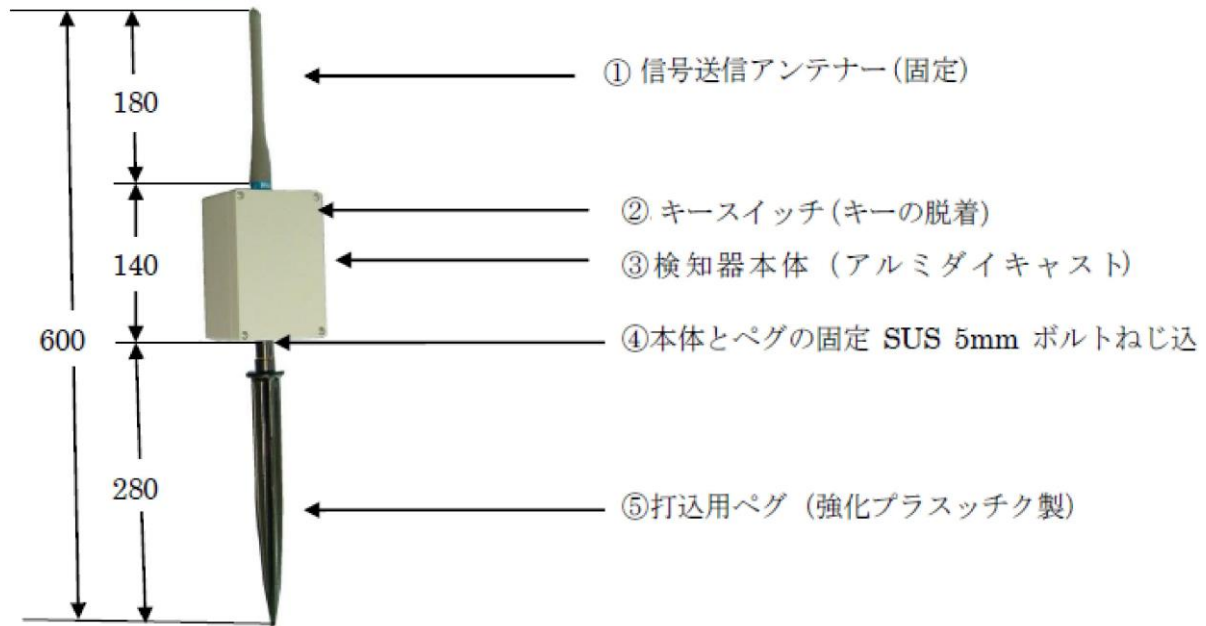 ① 信号送信アンテナー(固定)
180
② キースイッチ(キーの脱着)
140
③検知器本体 (アルミダイキャスト)
600
④本体とペグの固定 SUS 5mm ボルトねじ込
280
⑤打込用ペグ (強化プラスッチク製)